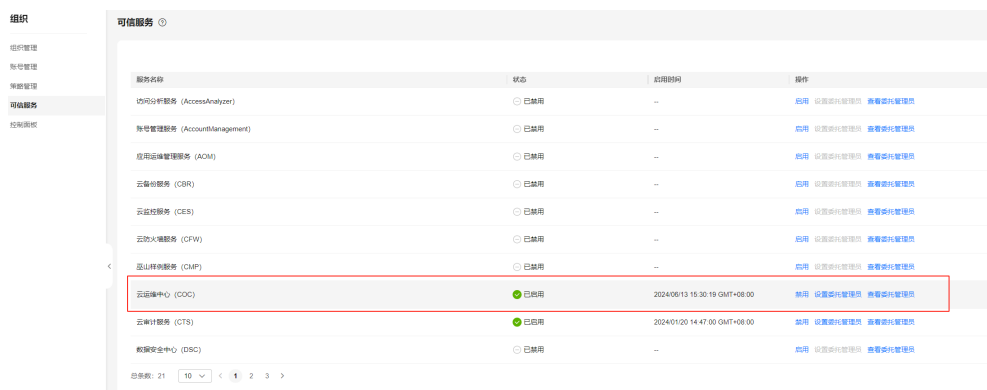 组织
组织管理
账号管理
策略管理
可信服务
控制面板
可信服务
服务名称 状态 启用时间 操作
访问分析服务 (AccessAnalyzer) 已禁用 -- 启用 设置委托管理员 查看委托管理员
账号管理服务 (AccountManagement) 已禁用 -- 启用 设置委托管理员 查看委托管理员
应用运维管理服务 (AOM) 已禁用 -- 启用 设置委托管理员 查看委托管理员
云备份服务 (CBR) 已禁用 -- 启用 设置委托管理员 查看委托管理员
云监控服务 (CES) 已禁用 -- 启用 设置委托管理员 查看委托管理员
云防火墙服务 (CFW) 已禁用 -- 启用 设置委托管理员 查看委托管理员
巫山样例服务 (CMP) 已禁用 -- 启用 设置委托管理员 查看委托管理员
云运维中心 (COC) 已启用 2024/06/13 15:30:19 GMT+08:00 禁用 设置委托管理员 查看委托管理员
云审计服务 (CTS) 已启用 2024/01/20 14:47:00 GMT+08:00 禁用 设置委托管理员 查看委托管理员
数据安全中心 (DSC) 已禁用 -- 启用 设置委托管理员 查看委托管理员
总条数: 21 10 < 1 2 3 >